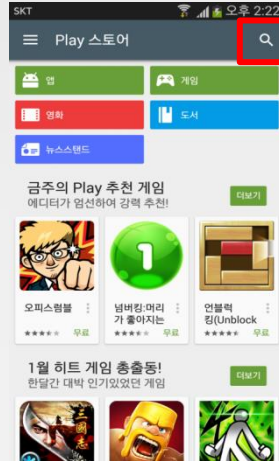 SKT 오후 2:22
Play 스토어
앱 게임
영화 도서
뉴스스탠드
금주의 Play 추천 게임
에디터가 엄선하여 강력 추천!
더보기
오피스럼블 넘버킹:머리 언블럭
가 좋아지는 킹(Unblock
무료 무료 무료
1월 히트 게임 총출동!
한달간 대박 인기있었던 게임
더보기
1